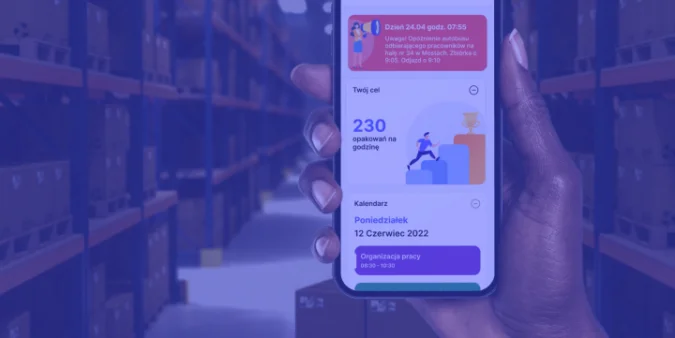 Dzień 24.04 godz. 07:55
Uwaga! Opóźnienie autobusu
odbierającego pracowników na
halę nr 24 w Mostach. Zbiórka o
8:05, Odjazd o 8:10
Twój cel
230
opakowań na
godzinę
Kalendarz
Poniedziałek
12 Czerwiec 2022
Organizacja pracy
09:30 - 10:30